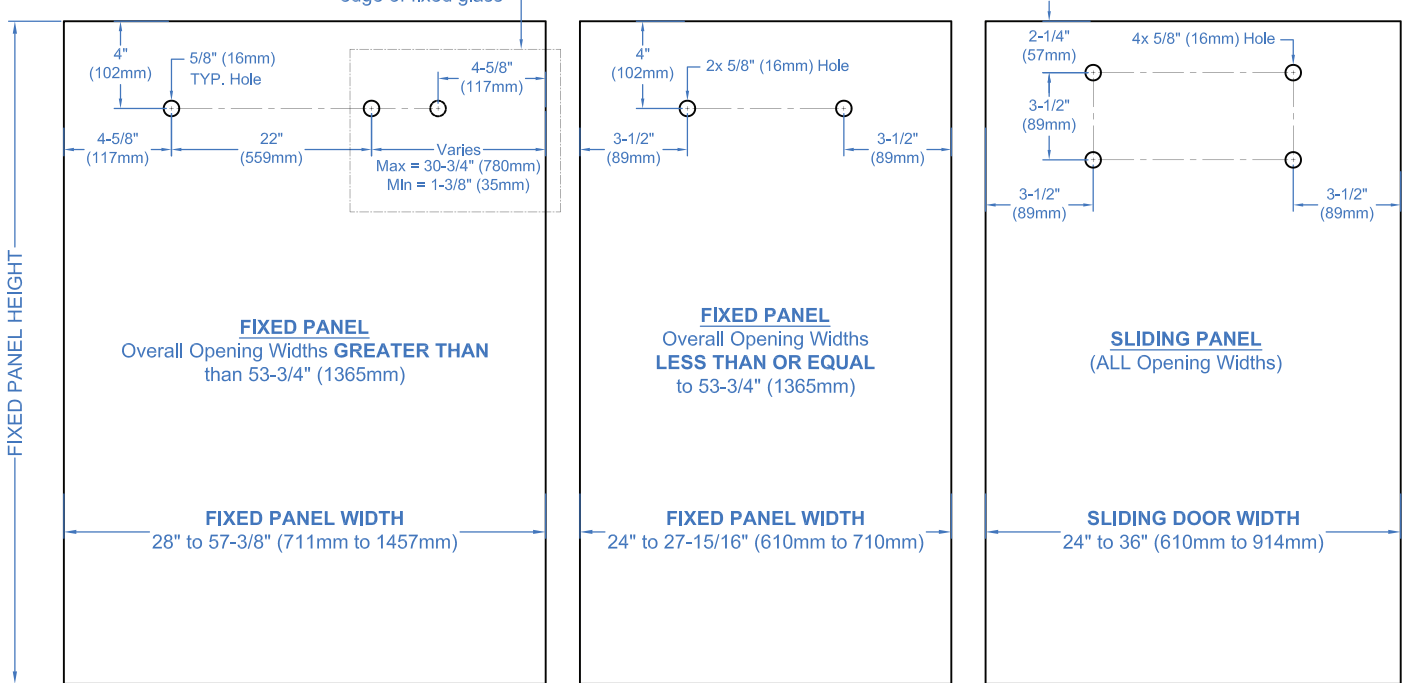 edge of fixed glass
FIXED PANEL HEIGHT
4"
(102mm)
5/8" (16mm)
TYP. Hole
4-5/8"
(117mm)
4-5/8"
(117mm)
22"
(559mm)
Varies
Max = 30-3/4" (780mm)
MIn = 1-3/8" (35mm)
FIXED PANEL
Overall Opening Widths GREATER THAN
than 53-3/4" (1365mm)
FIXED PANEL WIDTH
28" to 57-3/8" (711mm to 1457mm)
4"
(102mm)
2x 5/8" (16mm) Hole
3-1/2"
(89mm)
3-1/2"
(89mm)
FIXED PANEL
Overall Opening Widths
LESS THAN OR EQUAL
to 53-3/4" (1365mm)
FIXED PANEL WIDTH
24" to 27-15/16" (610mm to 710mm)
2-1/4"
(57mm)
4x 5/8" (16mm) Hole
3-1/2"
(89mm)
3-1/2"
(89mm)
3-1/2"
(89mm)
SLIDING PANEL
(ALL Opening Widths)
SLIDING DOOR WIDTH
24" to 36" (610mm to 914mm)